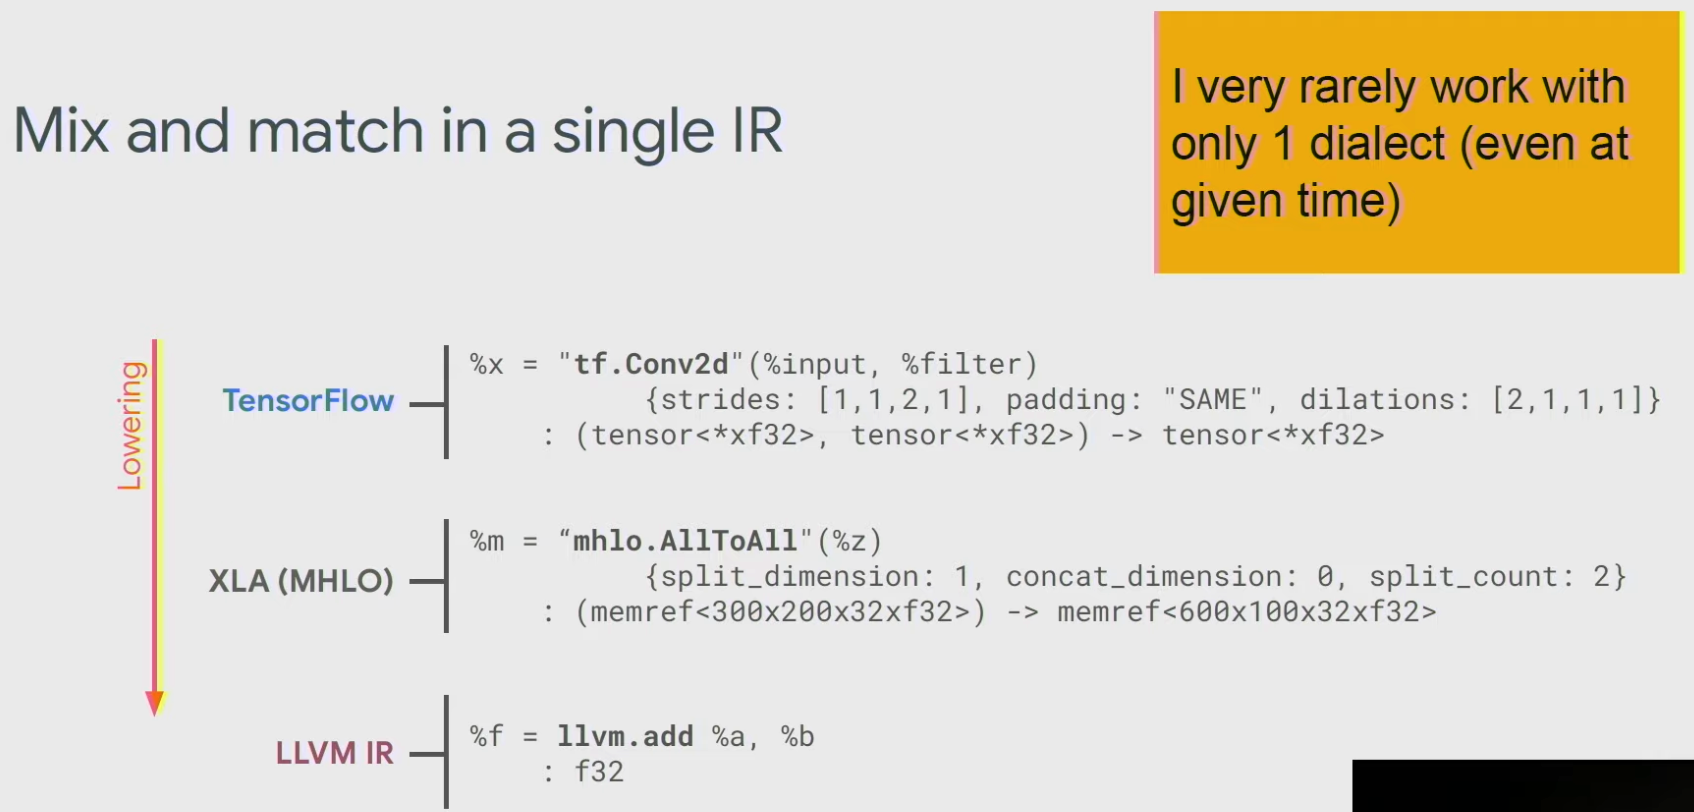 Mix and match in a single IR
I very rarely work with
only 1 dialect (even at
given time)
Lowering
TensorFlow
%x = "tf.Conv2d"(%input, %filter)
{strides: [1,1,2,1], padding: "SAME", dilations: [2,1,1,1]}
: (tensor<*xf32>, tensor<*xf32>) -> tensor<*xf32>
XLA (MHLO)
%m = “mhlo.AllToAll"(%z)
{split_dimension: 1, concat_dimension: 0, split_count: 2}
: (memref<300x200x32xf32>) -> memref<600x100x32xf32>
LLVM IR
%f = llvm.add %a, %b
: f32